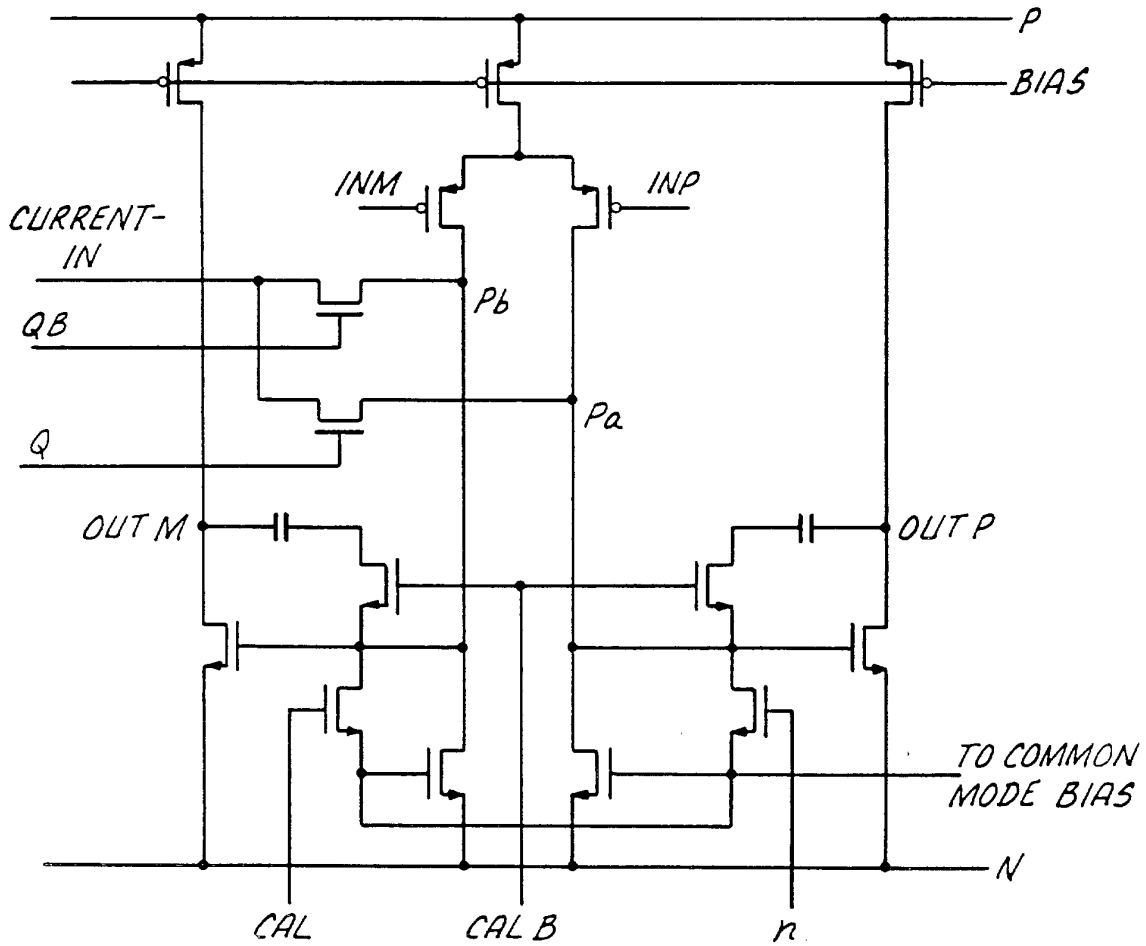 P
BIAS
INM
INP
CURRENT-
IN
Pb
QB
Pa
Q
OUT M
OUT P
TO COMMON
MODE BIAS
N
CAL
CAL B
n